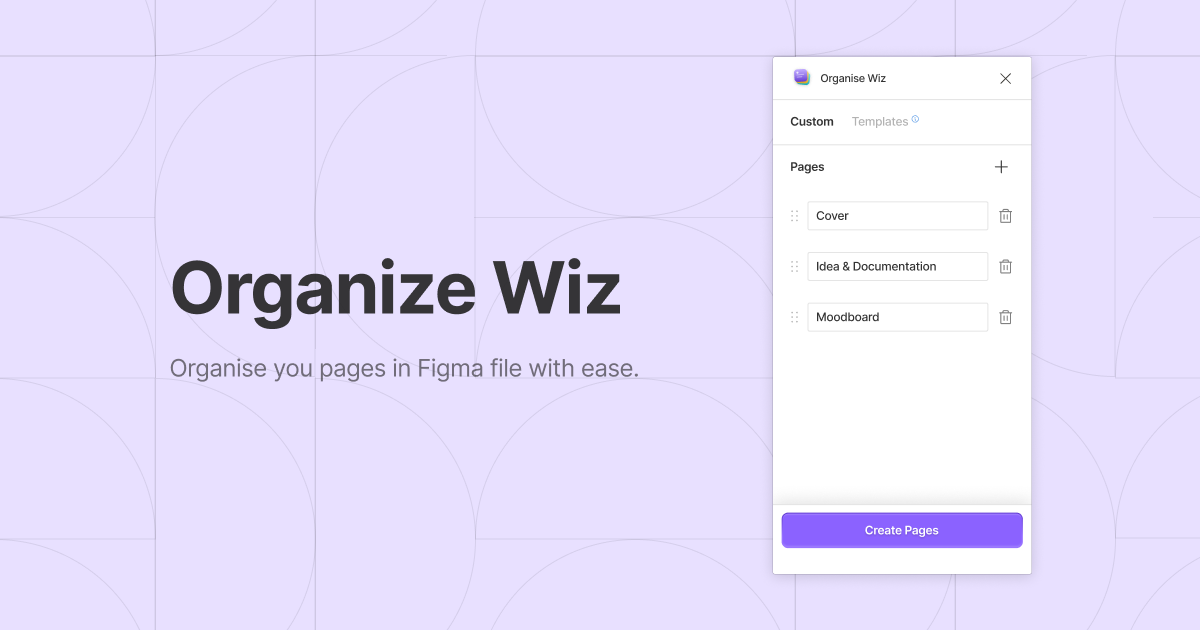 Organize Wiz
Organise you pages in Figma file with ease.
Organise Wiz
Custom Templates
Pages
Cover
Idea & Documentation
Moodboard
Create Pages